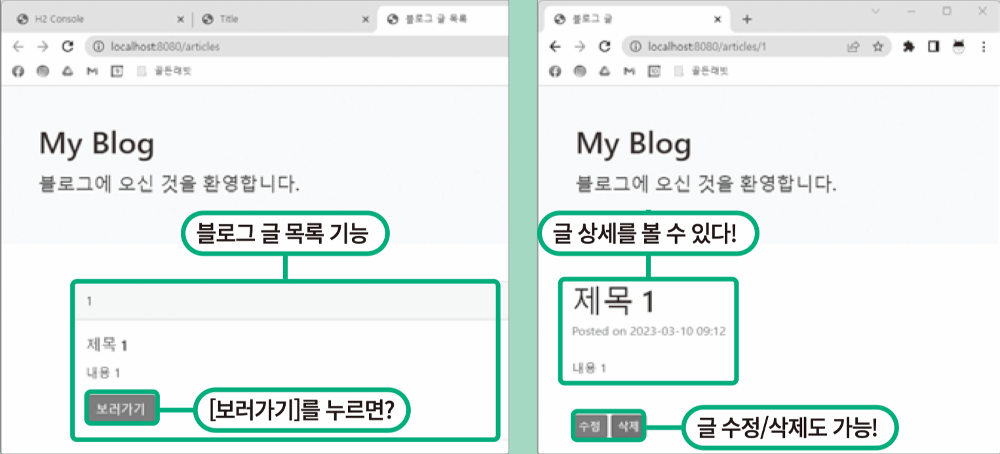 H2 Console
Title
블로그 글 목록
localhost:8080/articles
골든래빗
My Blog
블로그에 오신 것을 환영합니다.
블로그 글 목록 기능
1
제목 1
내용 1
보러가기
[보러가기]를 누르면?
블로그 글
localhost:8080/articles/1
골든래빗
My Blog
블로그에 오신 것을 환영합니다.
글 상세를 볼 수 있다!
제목 1
Posted on 2023-03-10 09:12
내용 1
수정 삭제
글 수정/삭제도 가능!